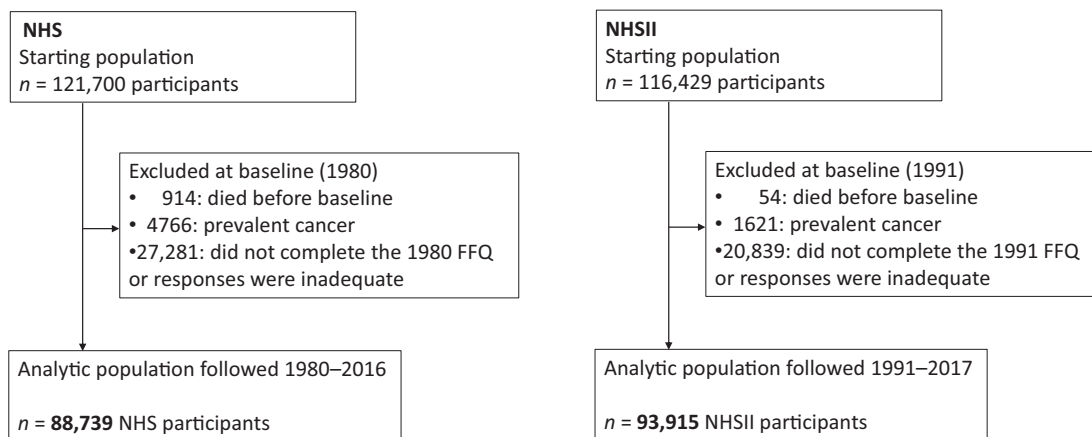 NHS
Starting population
n = 121,700 participants
Excluded at baseline (1980)
• 914: died before baseline
• 4766: prevalent cancer
•27,281: did not complete the 1980 FFQ
or responses were inadequate
Analytic population followed 1980–2016
n = 88,739 NHS participants
NHSII
Starting population
n = 116,429 participants
Excluded at baseline (1991)
• 54: died before baseline
• 1621: prevalent cancer
•20,839: did not complete the 1991 FFQ
or responses were inadequate
Analytic population followed 1991–2017
n = 93,915 NHSII participants